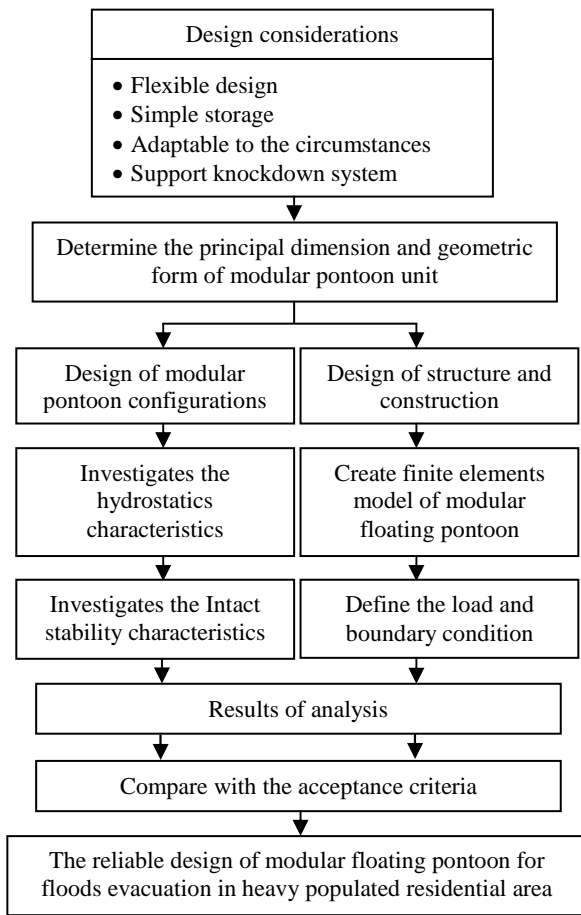 Design considerations
• Flexible design
• Simple storage
• Adaptable to the circumstances
• Support knockdown system
Determine the principal dimension and geometric
form of modular pontoon unit
Design of modular
pontoon configurations
Design of structure and
construction
Investigates the
hydrostatics
characteristics
Create finite elements
model of modular
floating pontoon
Investigates the Intact
stability characteristics
Define the load and
boundary condition
Results of analysis
Compare with the acceptance criteria
The reliable design of modular floating pontoon for
floods evacuation in heavy populated residential area